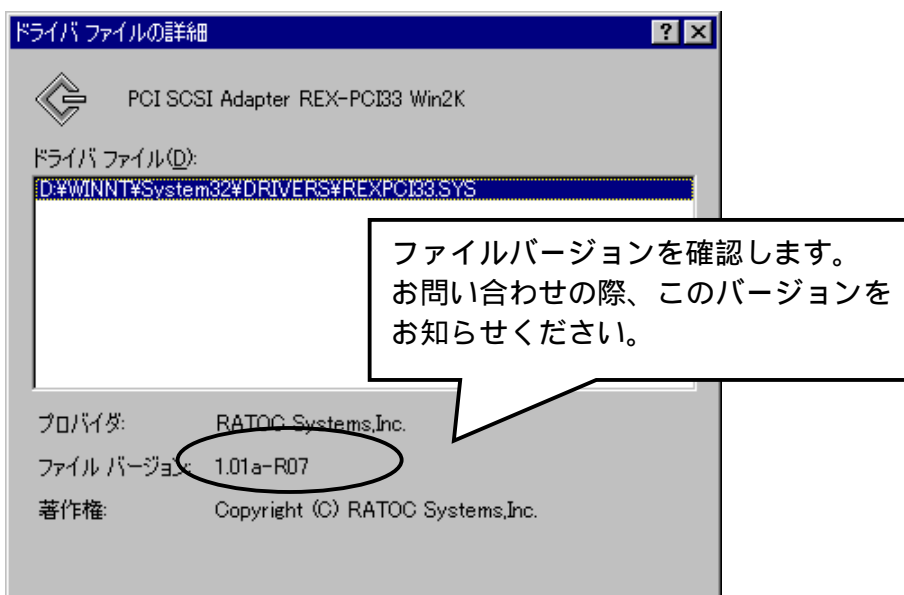 ドライバ ファイルの詳細
PCI SCSI Adapter REX-PCI33 Win2K
ドライバ ファイル(D):
D:¥WINNT¥System32¥DRIVERS¥REXPCI33.SYS
ファイルバージョンを確認します。
お問い合わせの際、このバージョンを
お知らせください。
プロバイダ: RATOC Systems,Inc.
ファイル バージョン: 1.01a-R07
著作権: Copyright (C) RATOC Systems,Inc.